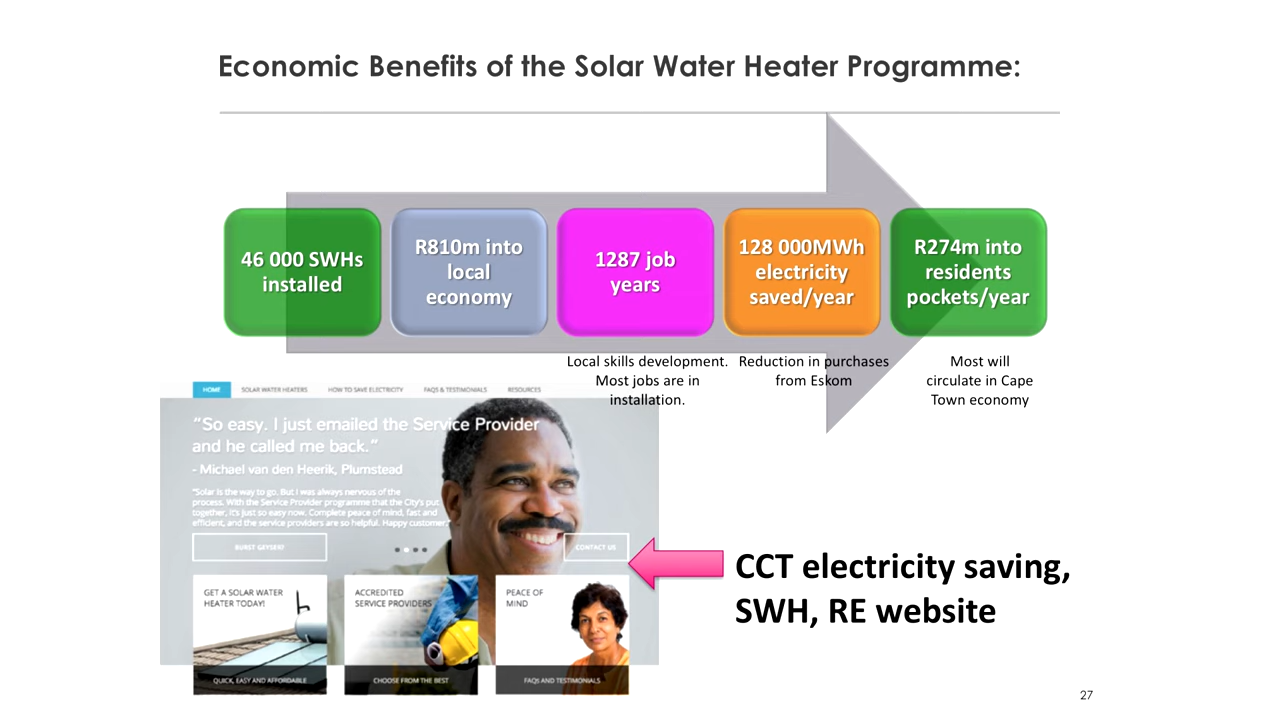 Economic Benefits of the Solar Water Heater Programme:
46 000 SWHs
installed
R810m into
local
economy
1287 job
years
128 000MWh
electricity
saved/year
R274m into
residents
pockets/year
Local skills development.
Most jobs are in
installation.
Reduction in purchases
from Eskom
Most will
circulate in Cape
Town economy
HOME SOLAR WATER HEATERS HOW TO SAVE ELECTRICITY FAQS & TESTIMONIALS RESOURCES
“So easy. I just emailed the Service Provider
and he called me back.”
- Michael van den Heerik, Plumstead
“Solar is the way to go. But I was always nervous of the
process. With the Service Provider programme that the City's put
together, it's just so easy now. Complete peace of mind, fast and
efficient, and the service providers are so helpful. Happy customer.”
BURST GEYSER?
CONTACT US
GET A SOLAR WATER
HEATER TODAY!
QUICK, EASY AND AFFORDABLE
ACCREDITED
SERVICE PROVIDERS
CHOOSE FROM THE BEST
PEACE OF
MIND
FAQS AND TESTIMONIALS
CCT electricity saving,
SWH, RE website
27